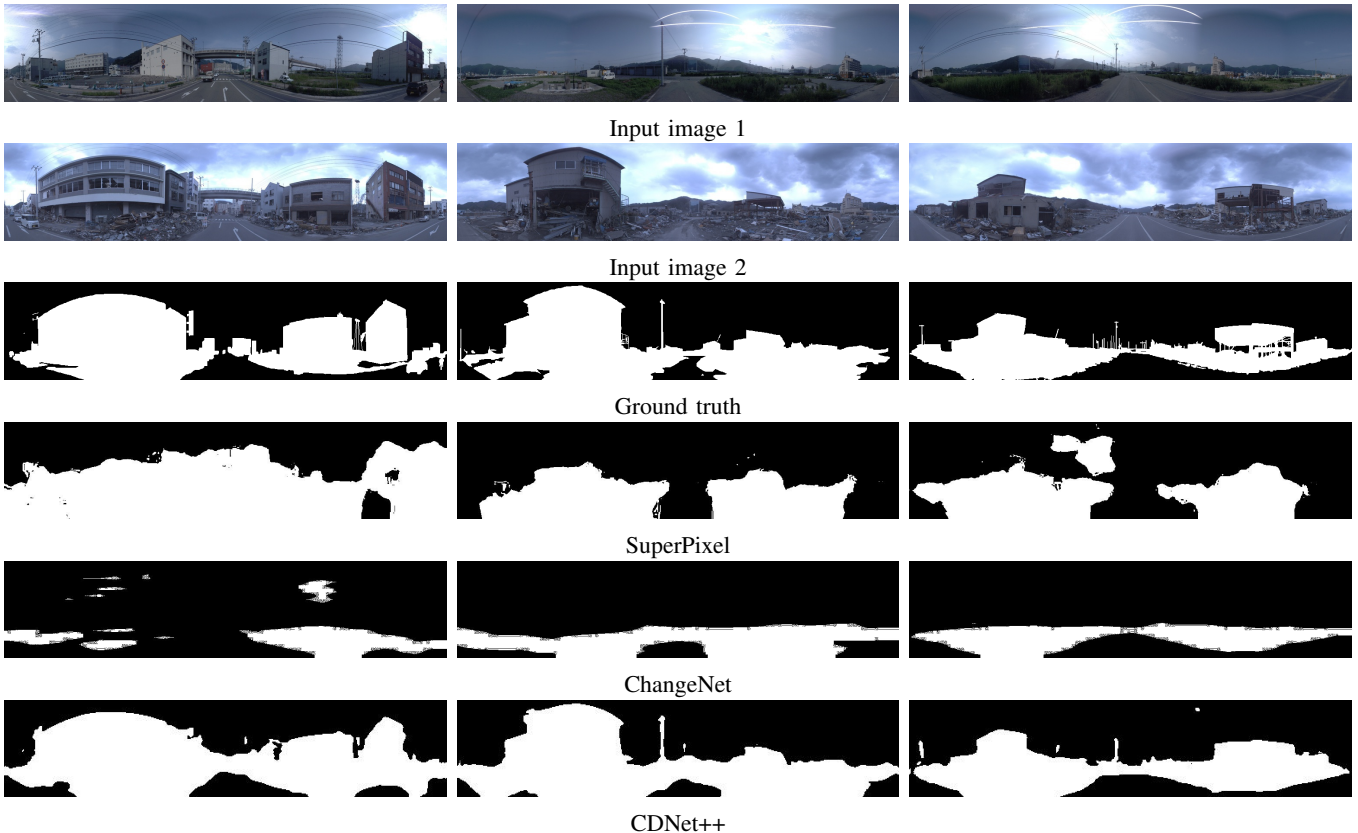 Input image 1
Input image 2
Ground truth
SuperPixel
ChangeNet
CDNet++